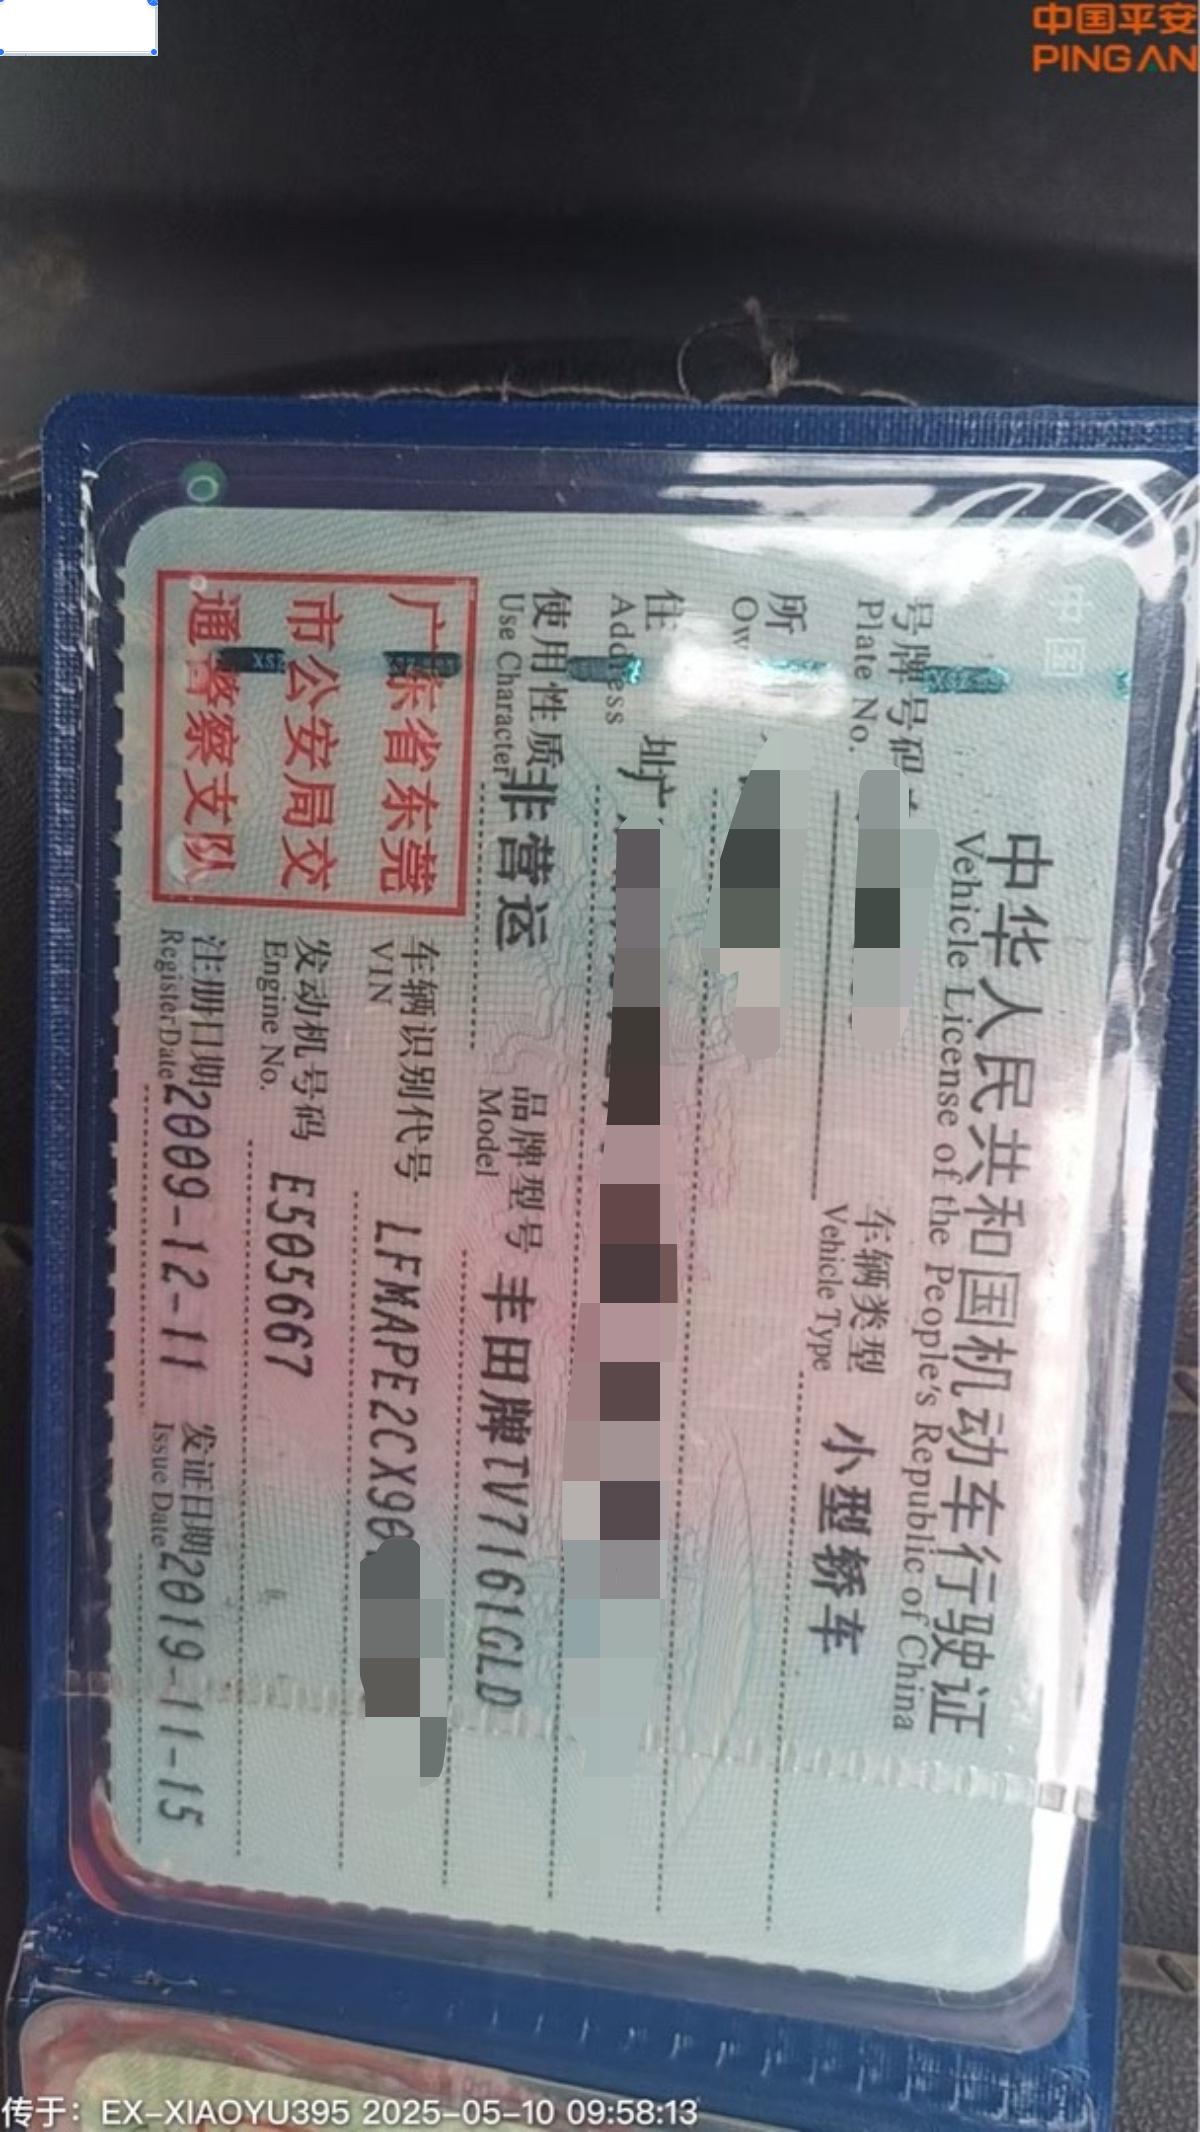 中国平安
PING AN
中国
中华人民共和国机动车行驶证
Vehicle License of the People's Republic of China
号牌号码
Plate No.
车辆类型
Vehicle Type
小型轿车
所
Ow
住 址 广
Address
使用性质 非营运
Use Character
品牌型号 丰田牌TV7161GLD
Model
广东省东莞
市公安局交
通警察支队
车辆识别代号 LFMAPE2CX90
VIN
发动机号码 E505667
Engine No.
注册日期 2009-12-11
Register Date
发证日期 2019-11-15
Issue Date
传于：EX-XIAOYU395 2025-05-10 09:58:13